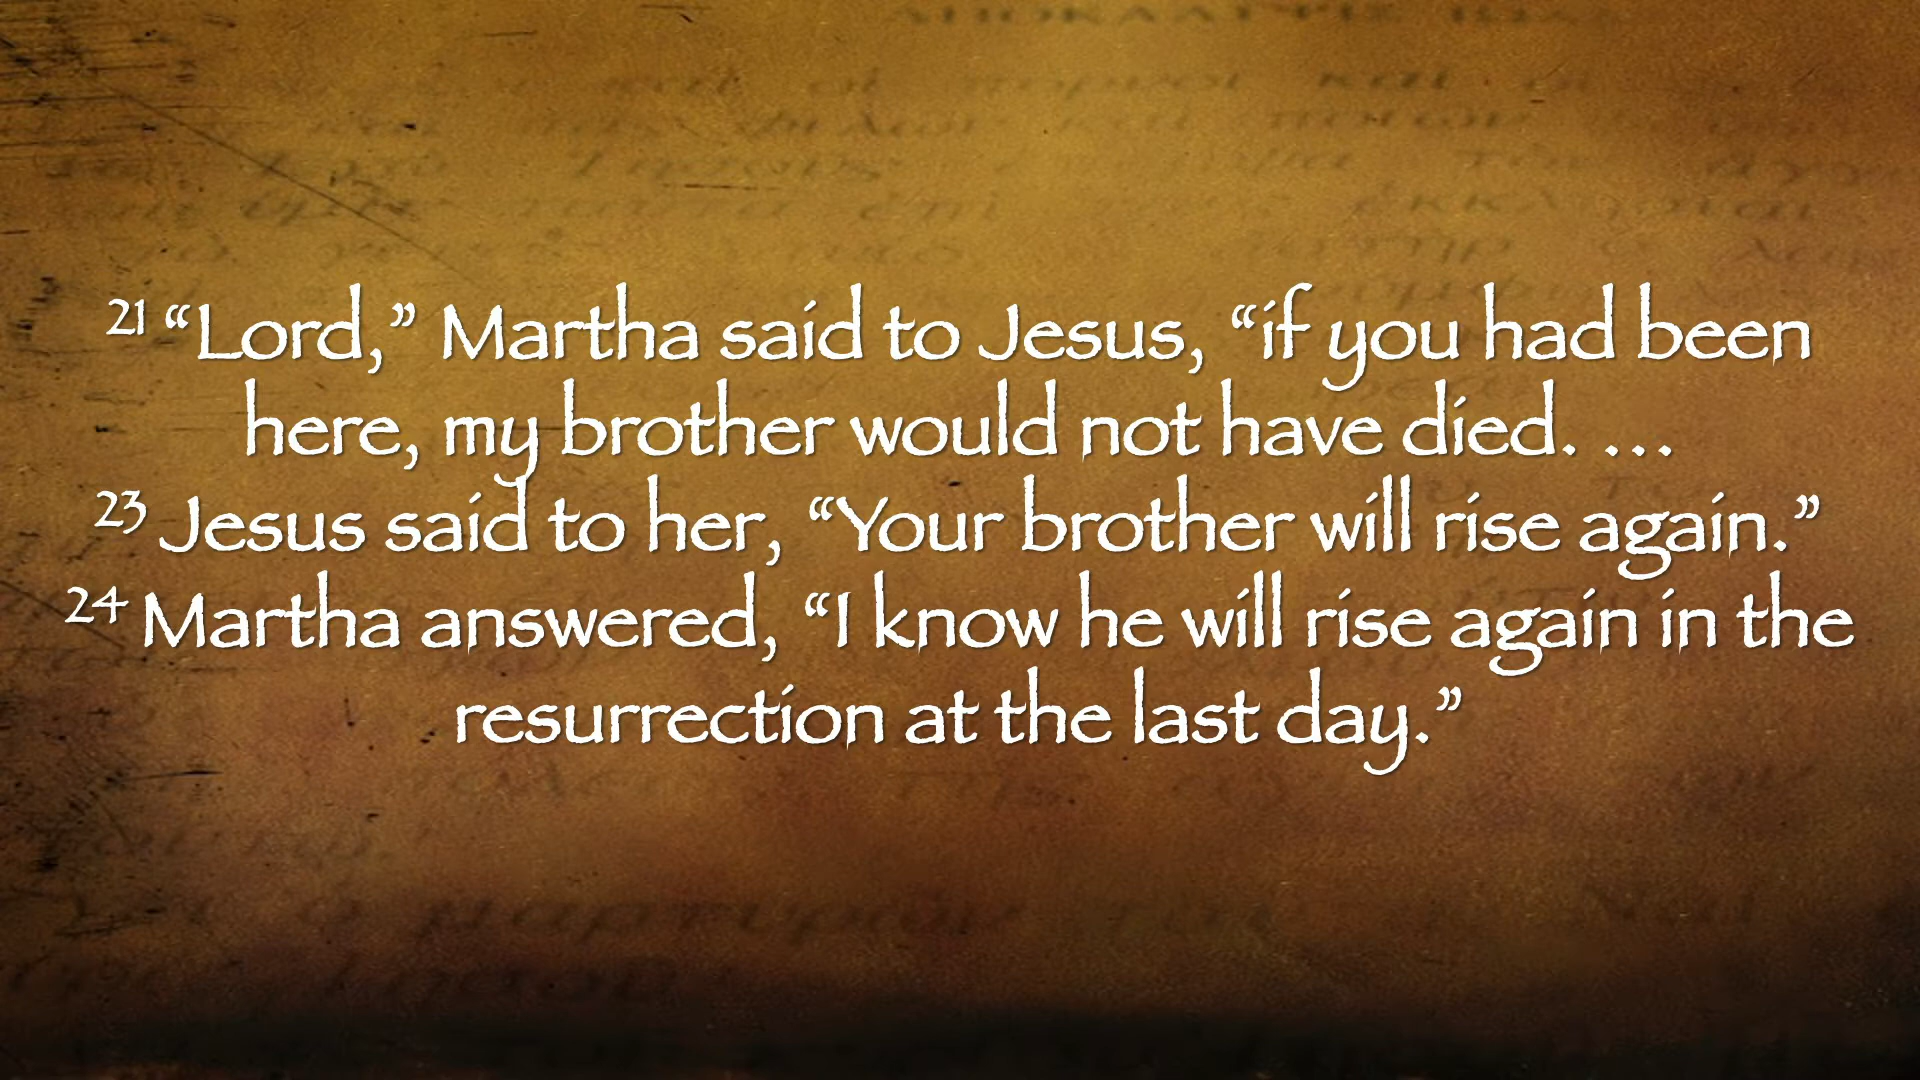 21 “Lord,” Martha said to Jesus, “if you had been
here, my brother would not have died. …
23 Jesus said to her, “Your brother will rise again.”
24 Martha answered, “I know he will rise again in the
resurrection at the last day.”